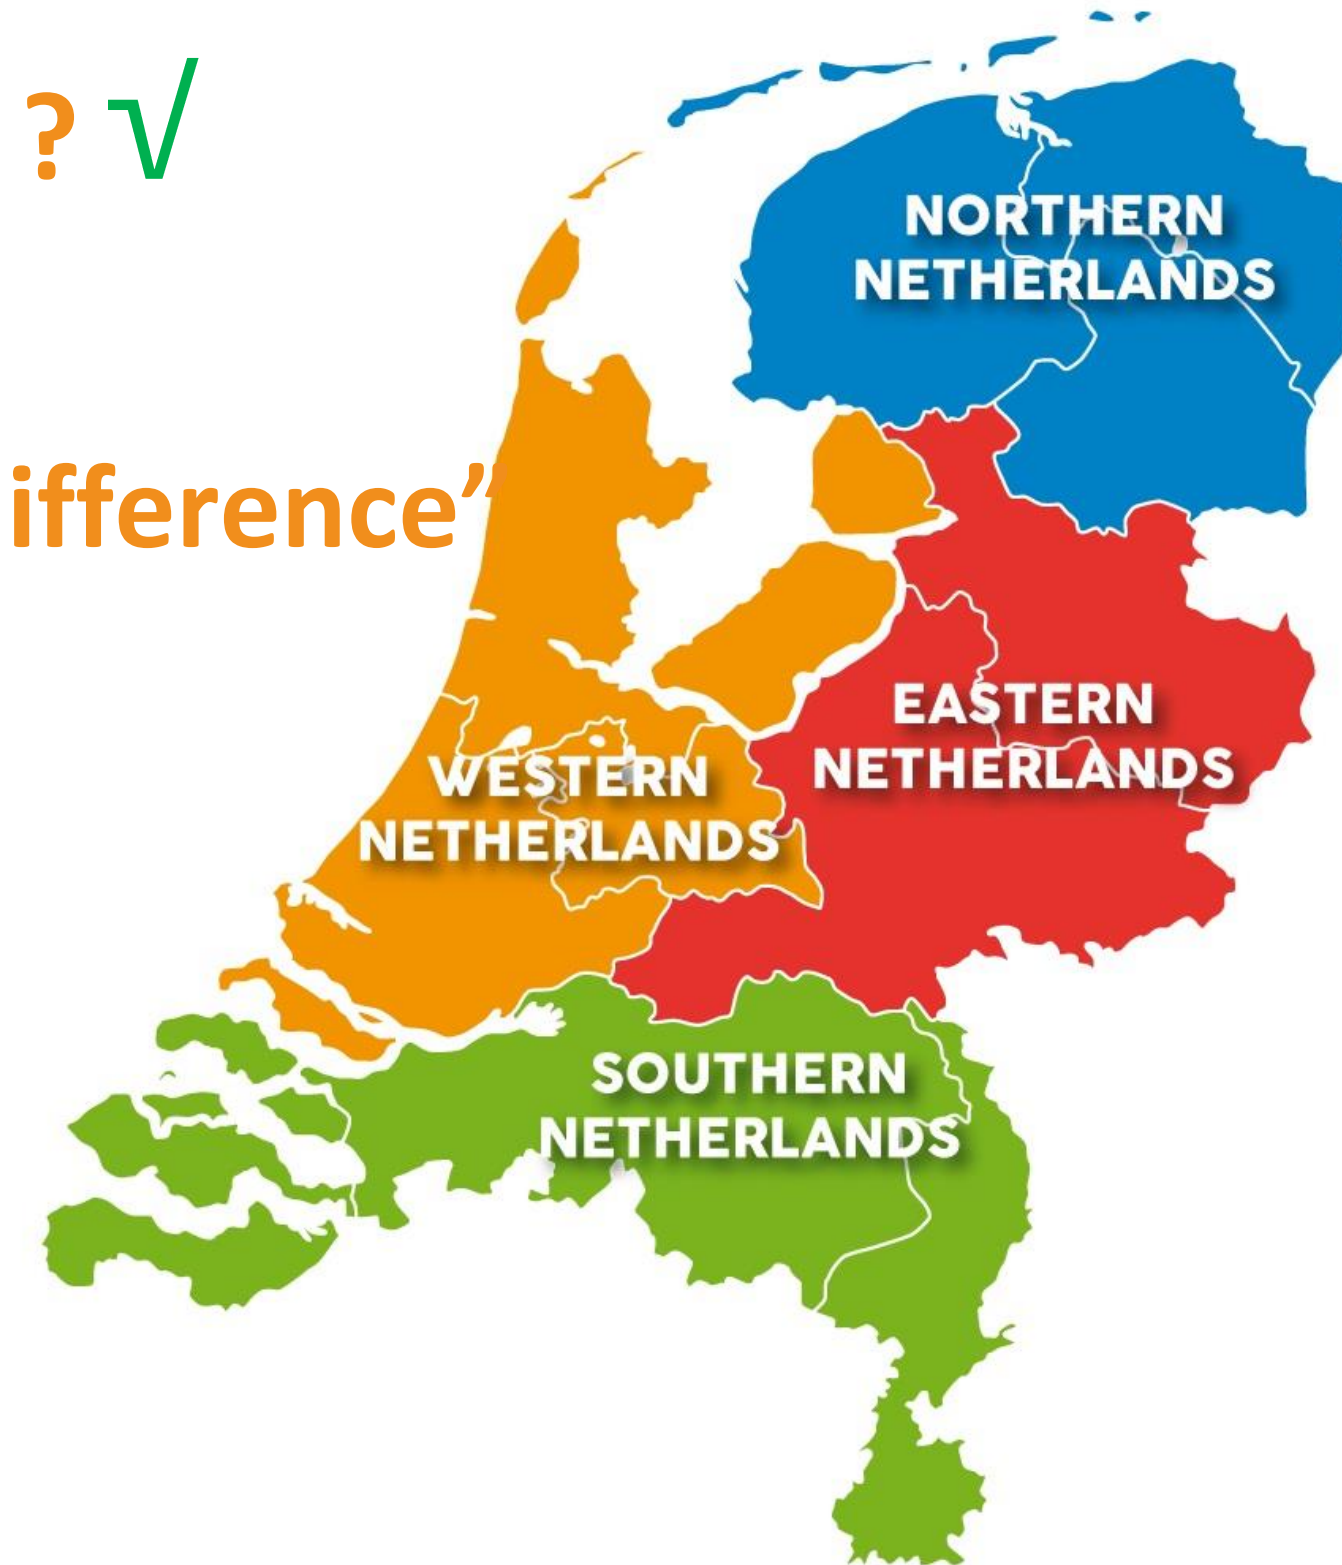 ? √
NORTHERN
NETHERLANDS
ifference”
EASTERN
NETHERLANDS
WESTERN
NETHERLANDS
SOUTHERN
NETHERLANDS